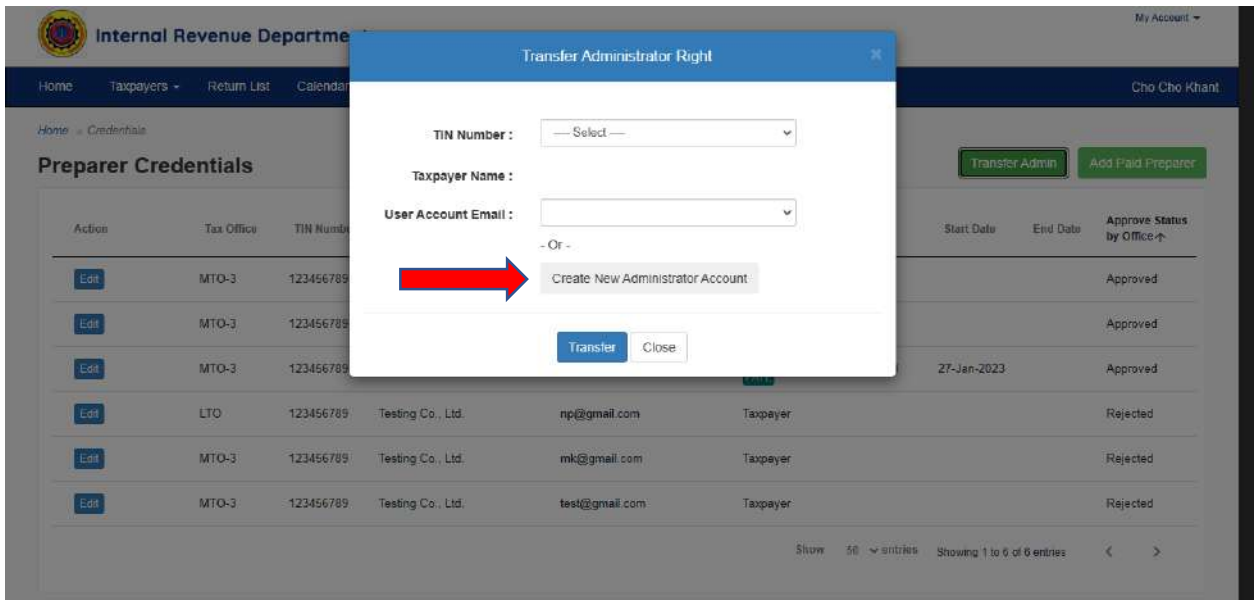 My Account
Internal Revenue Departme
Transfer Administrator Right
Home Taxpayers Return List Calendar Cho Cho Khant
Home » Credentials
TIN Number : ---- Select ----
Preparer Credentials Transfer Admin Add Paid Preparer
Taxpayer Name :
User Account Email :
Action Tax Office TIN Numbe Start Date End Date Approve Status by Office
- Or -
Create New Administrator Account
Edit MTO-3 123456789 Approved
Edit MTO-3 123456789 Approved
Transfer Close
Edit MTO-3 123456789 27-Jan-2023 Approved
Edit LTO 123456789 Testing Co., Ltd. np@gmail.com Taxpayer Rejected
Edit MTO-3 123456789 Testing Co., Ltd. mk@gmail.com Taxpayer Rejected
Edit MTO-3 123456789 Testing Co., Ltd. test@gmail.com Taxpayer Rejected
Show 50 entries Showing 1 to 6 of 6 entries